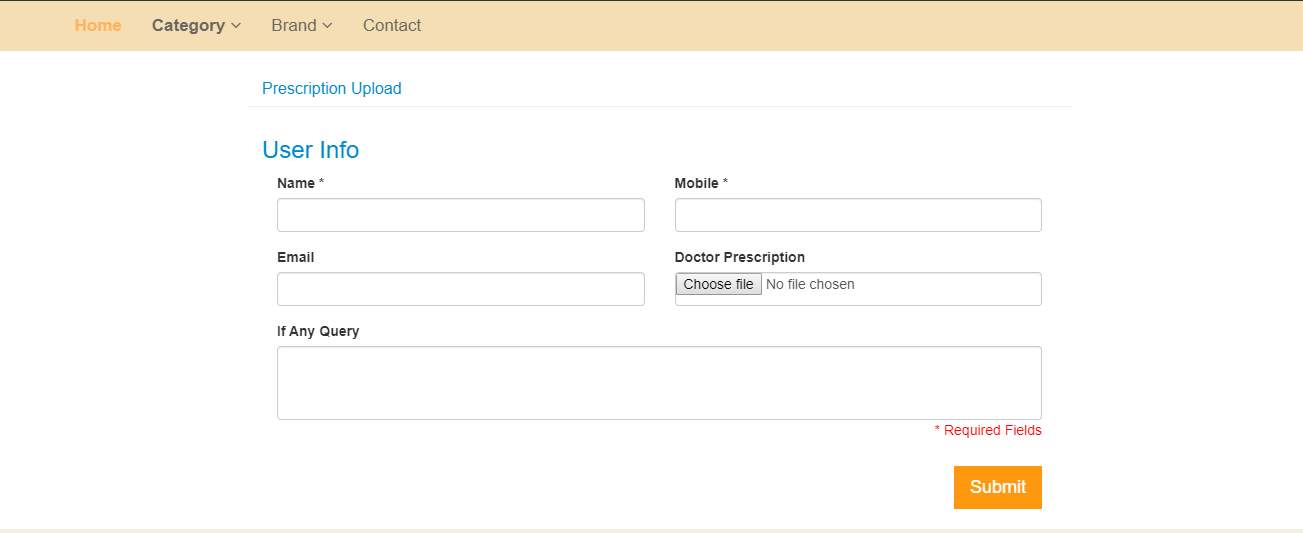 Home Category Brand Contact
Prescription Upload
User Info
Name * Mobile *
Email Doctor Prescription
Choose file No file chosen
If Any Query
* Required Fields
Submit